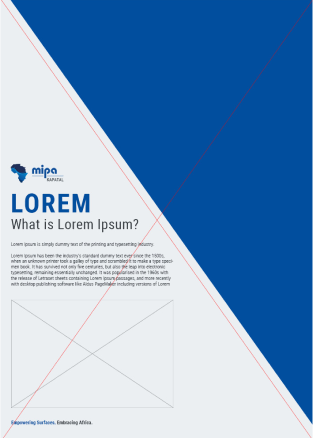 mipa
KAPATAL
LOREM
What is Lorem Ipsum?
Lorem Ipsum is simply dummy text of the printing and typesetting industry.
Lorem Ipsum has been the industry's standard dummy text ever since the 1500s,
when an unknown printer took a galley of type and scrambled it to make a type speci-
men book. It has survived not only five centuries, but also the leap into electronic
typesetting, remaining essentially unchanged. It was popularised in the 1960s with
the release of Letraset sheets containing Lorem Ipsum passages, and more recently
with desktop publishing software like Aldus PageMaker including versions of Lorem
Empowering Surfaces. Embracing Africa.